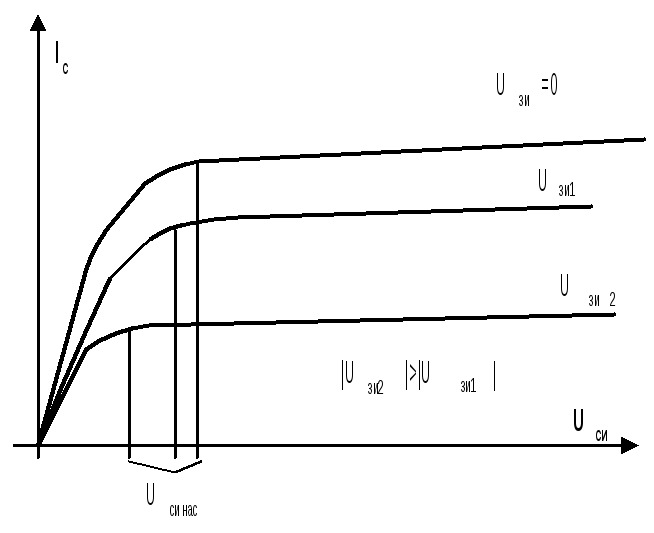 I с
U зи =0
U зи1
U зи 2
|U зи2 |>|U зи1 |
U си
U си нас